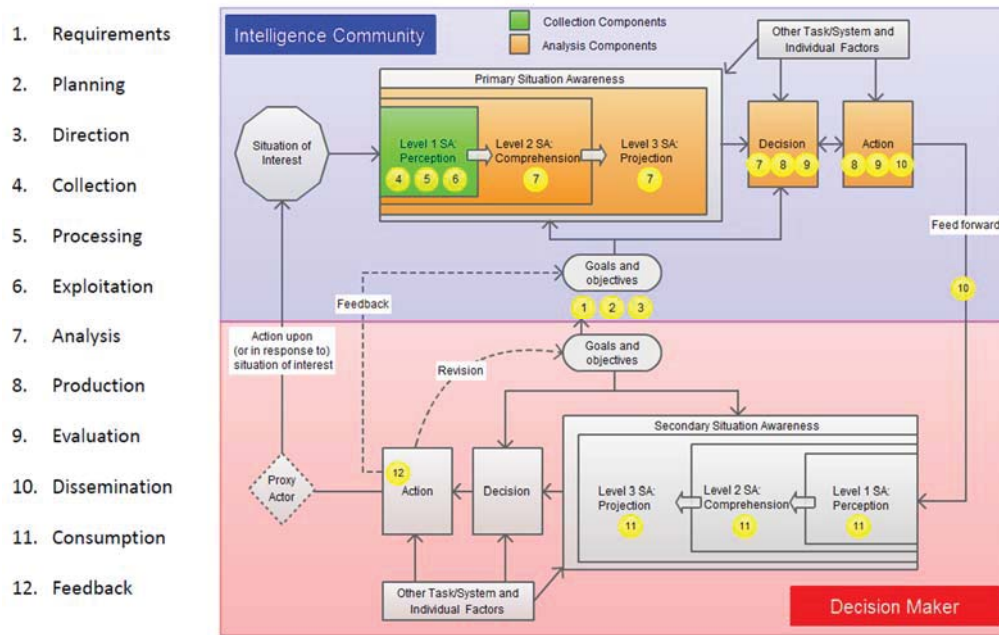 1. Requirements
2. Planning
3. Direction
4. Collection
5. Processing
6. Exploitation
7. Analysis
8. Production
9. Evaluation
10. Dissemination
11. Consumption
12. Feedback
Intelligence Community
Collection Components
Analysis Components
Other Task/System and
Individual Factors
Primary Situation Awareness
Situation of
Interest
Level 1 SA:
Perception
4 5 6
Level 2 SA:
Comprehension
7
Level 3 SA:
Projection
7
Decision
7 8 9
Action
8 9 10
Feed forward
10
Goals and
objectives
1 2 3
Feedback
Action upon
(or in response to)
situation of interest
Goals and
objectives
Revision
Secondary Situation Awareness
Proxy
Actor
12
Action
Decision
Level 3 SA:
Projection
11
Level 2 SA:
Comprehension
11
Level 1 SA:
Perception
11
Other Task/System and
Individual Factors
Decision Maker